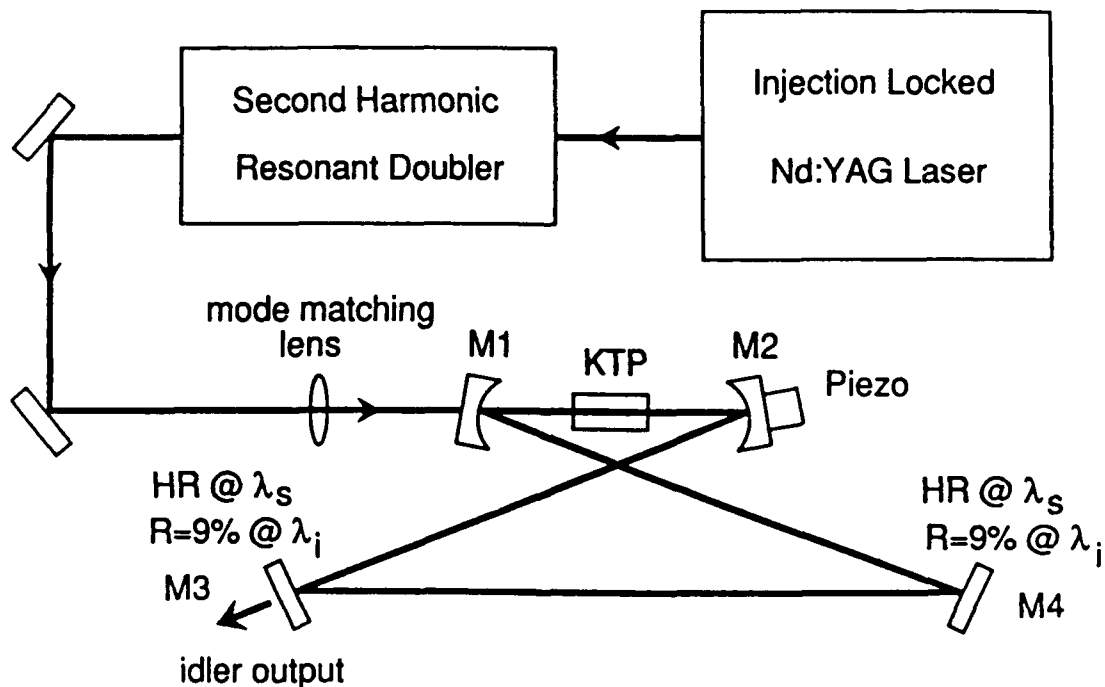 Second Harmonic
Resonant Doubler
Injection Locked
Nd:YAG Laser
mode matching
lens
M1
KTP
M2
Piezo
HR @ λs
R=9% @ λi
M3
idler output
HR @ λs
R=9% @ λi
M4